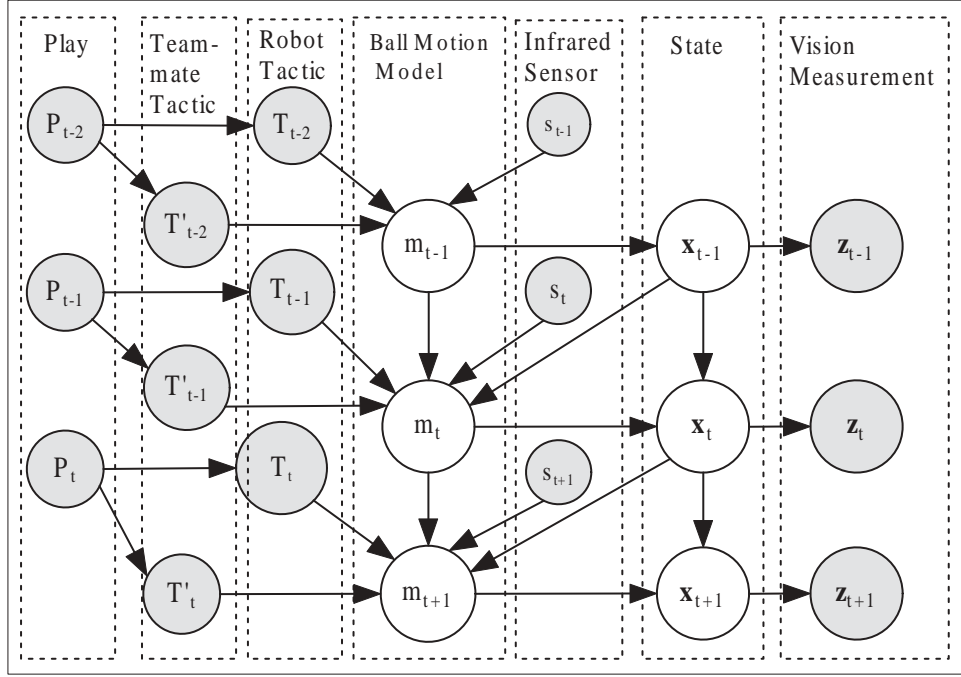 Play
Team-
mate
Tactic
Robot
Tactic
Ball Motion
Model
Infrared
Sensor
State
Vision
Measurement
P_{t-2}
T_{t-2}
s_{t-1}
T'_{t-2}
m_{t-1}
x_{t-1}
z_{t-1}
P_{t-1}
T_{t-1}
s_t
T'_{t-1}
m_t
x_t
z_t
P_t
T_t
s_{t+1}
T'_t
m_{t+1}
x_{t+1}
z_{t+1}